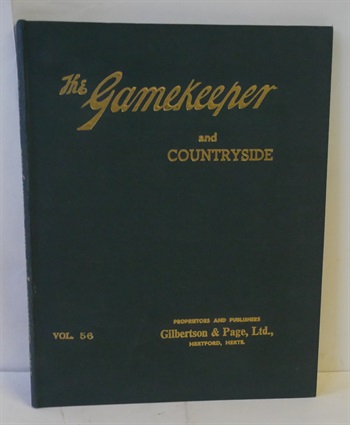 The Gamekeeper
and
COUNTRYSIDE
PROPRIETORS AND PUBLISHERS
VOL. 56
Gilbertson & Page, Ltd.,
HERTFORD, HERTS.